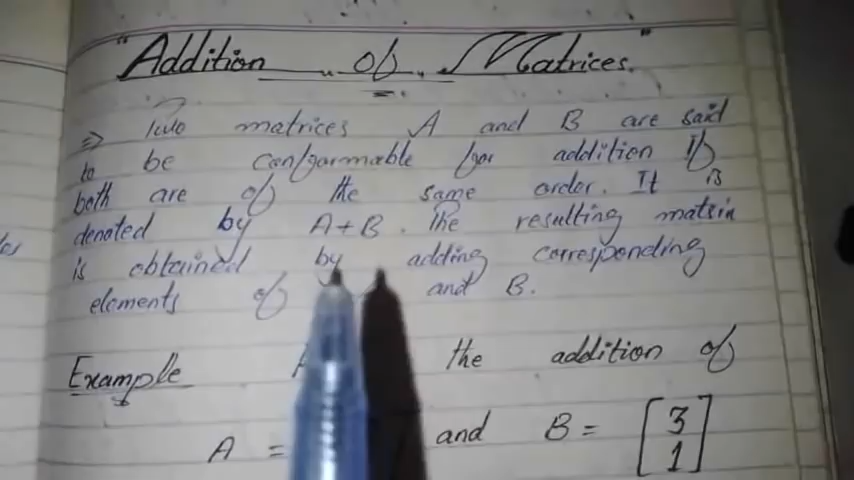 "Addition of Matrices."
⇒ Two matrices A and B are said
to be conformable for addition If
both are of the same order. It is
denoted by A+B. The resulting matrix
is obtained by adding corresponding
elements of and B.
Example the addition of
A = and B = [3
1]